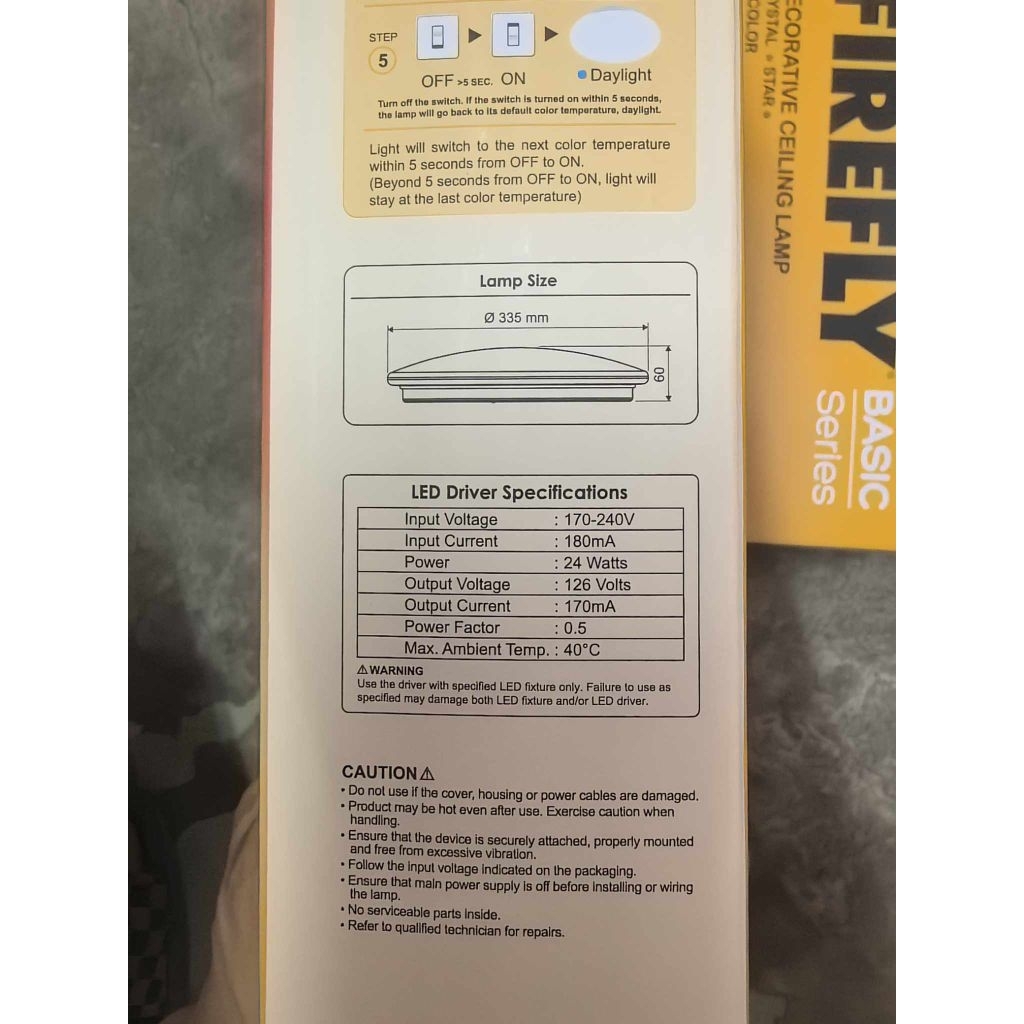 STEP
5
OFF >5 SEC. ON
Daylight
Turn off the switch. If the switch is turned on within 5 seconds,
the lamp will go back to its default color temperature, daylight.
Light will switch to the next color temperature
within 5 seconds from OFF to ON.
(Beyond 5 seconds from OFF to ON, light will
stay at the last color temperature)
Lamp Size
Ø 335 mm
60
LED Driver Specifications
Input Voltage : 170-240V
Input Current : 180mA
Power : 24 Watts
Output Voltage : 126 Volts
Output Current : 170mA
Power Factor : 0.5
Max. Ambient Temp. : 40°C
⚠ WARNING
Use the driver with specified LED fixture only. Failure to use as
specified may damage both LED fixture and/or LED driver.
CAUTION ⚠
• Do not use if the cover, housing or power cables are damaged.
• Product may be hot even after use. Exercise caution when
handling.
• Ensure that the device is securely attached, properly mounted
and free from excessive vibration.
• Follow the input voltage indicated on the packaging.
• Ensure that main power supply is off before installing or wiring
the lamp.
• No serviceable parts inside.
• Refer to qualified technician for repairs.
FIREFLY
BASIC
Series
CEILING LAMP
STAR
COLOR